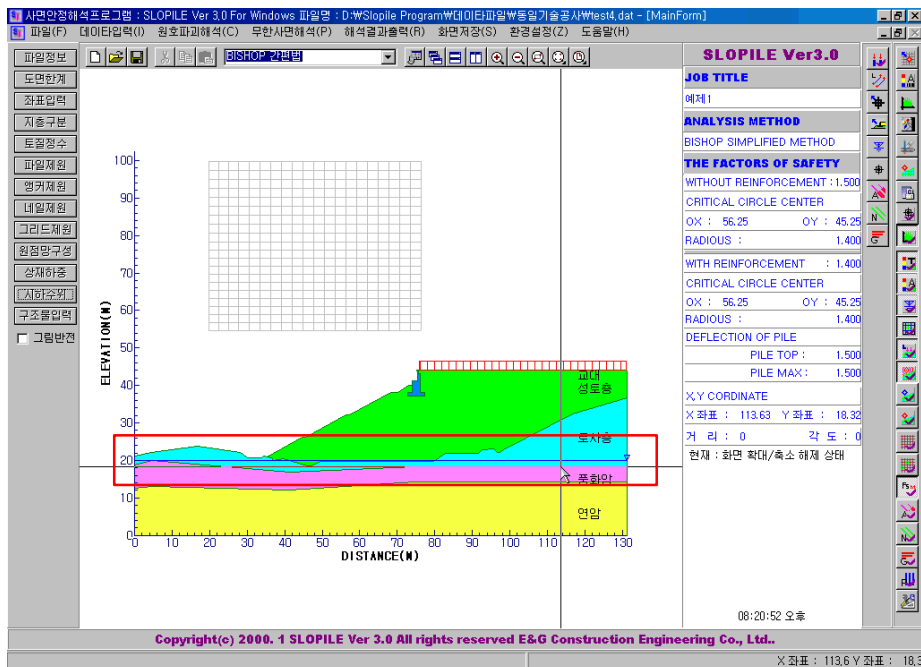 사면안정해석프로그램 : SLOPILE Ver 3,0 For Windows 파일명 : D:₩Slopile Program₩데이타파일₩동일기술공사₩test4,dat - [MainForm]
파일(F) 데이타입력(I) 원호파괴해석(C) 무한사면해석(P) 해석결과출력(R) 화면저장(S) 환경설정(Z) 도움말(H)
파일정보
도면한계
좌표입력
지층구분
토질정수
파일제원
앵커제원
네일제원
그리드제원
원점망구성
상재하중
지하수위
구조물입력
그림반전
BISHOP 간편법
ELEVATION(M)
100
90
80
70
60
50
40
30
20
10
0
교대
성토층
토사층
풍화암
연암
0 10 20 30 40 50 60 70 80 90 100 110 120 130
DISTANCE(M)
SLOPILE Ver3.0
JOB TITLE
예제1
ANALYSIS METHOD
BISHOP SIMPLIFIED METHOD
THE FACTORS OF SAFETY
WITHOUT REINFORCEMENT : 1.500
CRITICAL CIRCLE CENTER
OX : 56.25 OY : 45.25
RADIOUS : 1.400
WITH REINFORCEMENT : 1.400
CRITICAL CIRCLE CENTER
OX : 56.25 OY : 45.25
RADIOUS : 1.400
DEFLECTION OF PILE
PILE TOP : 1.500
PILE MAX : 1.500
X,Y CORDINATE
X 좌표 : 113.63 Y 좌표 : 18.32
거 리 : 0 각 도 : 0
현재 : 화면 확대/축소 해제 상태
08:20:52 오후
Copyright(c) 2000. 1 SLOPILE Ver 3.0 All rights reserved E&G Construction Engineering Co., Ltd..
X 좌표 : 113,6 Y 좌표 : 18,3